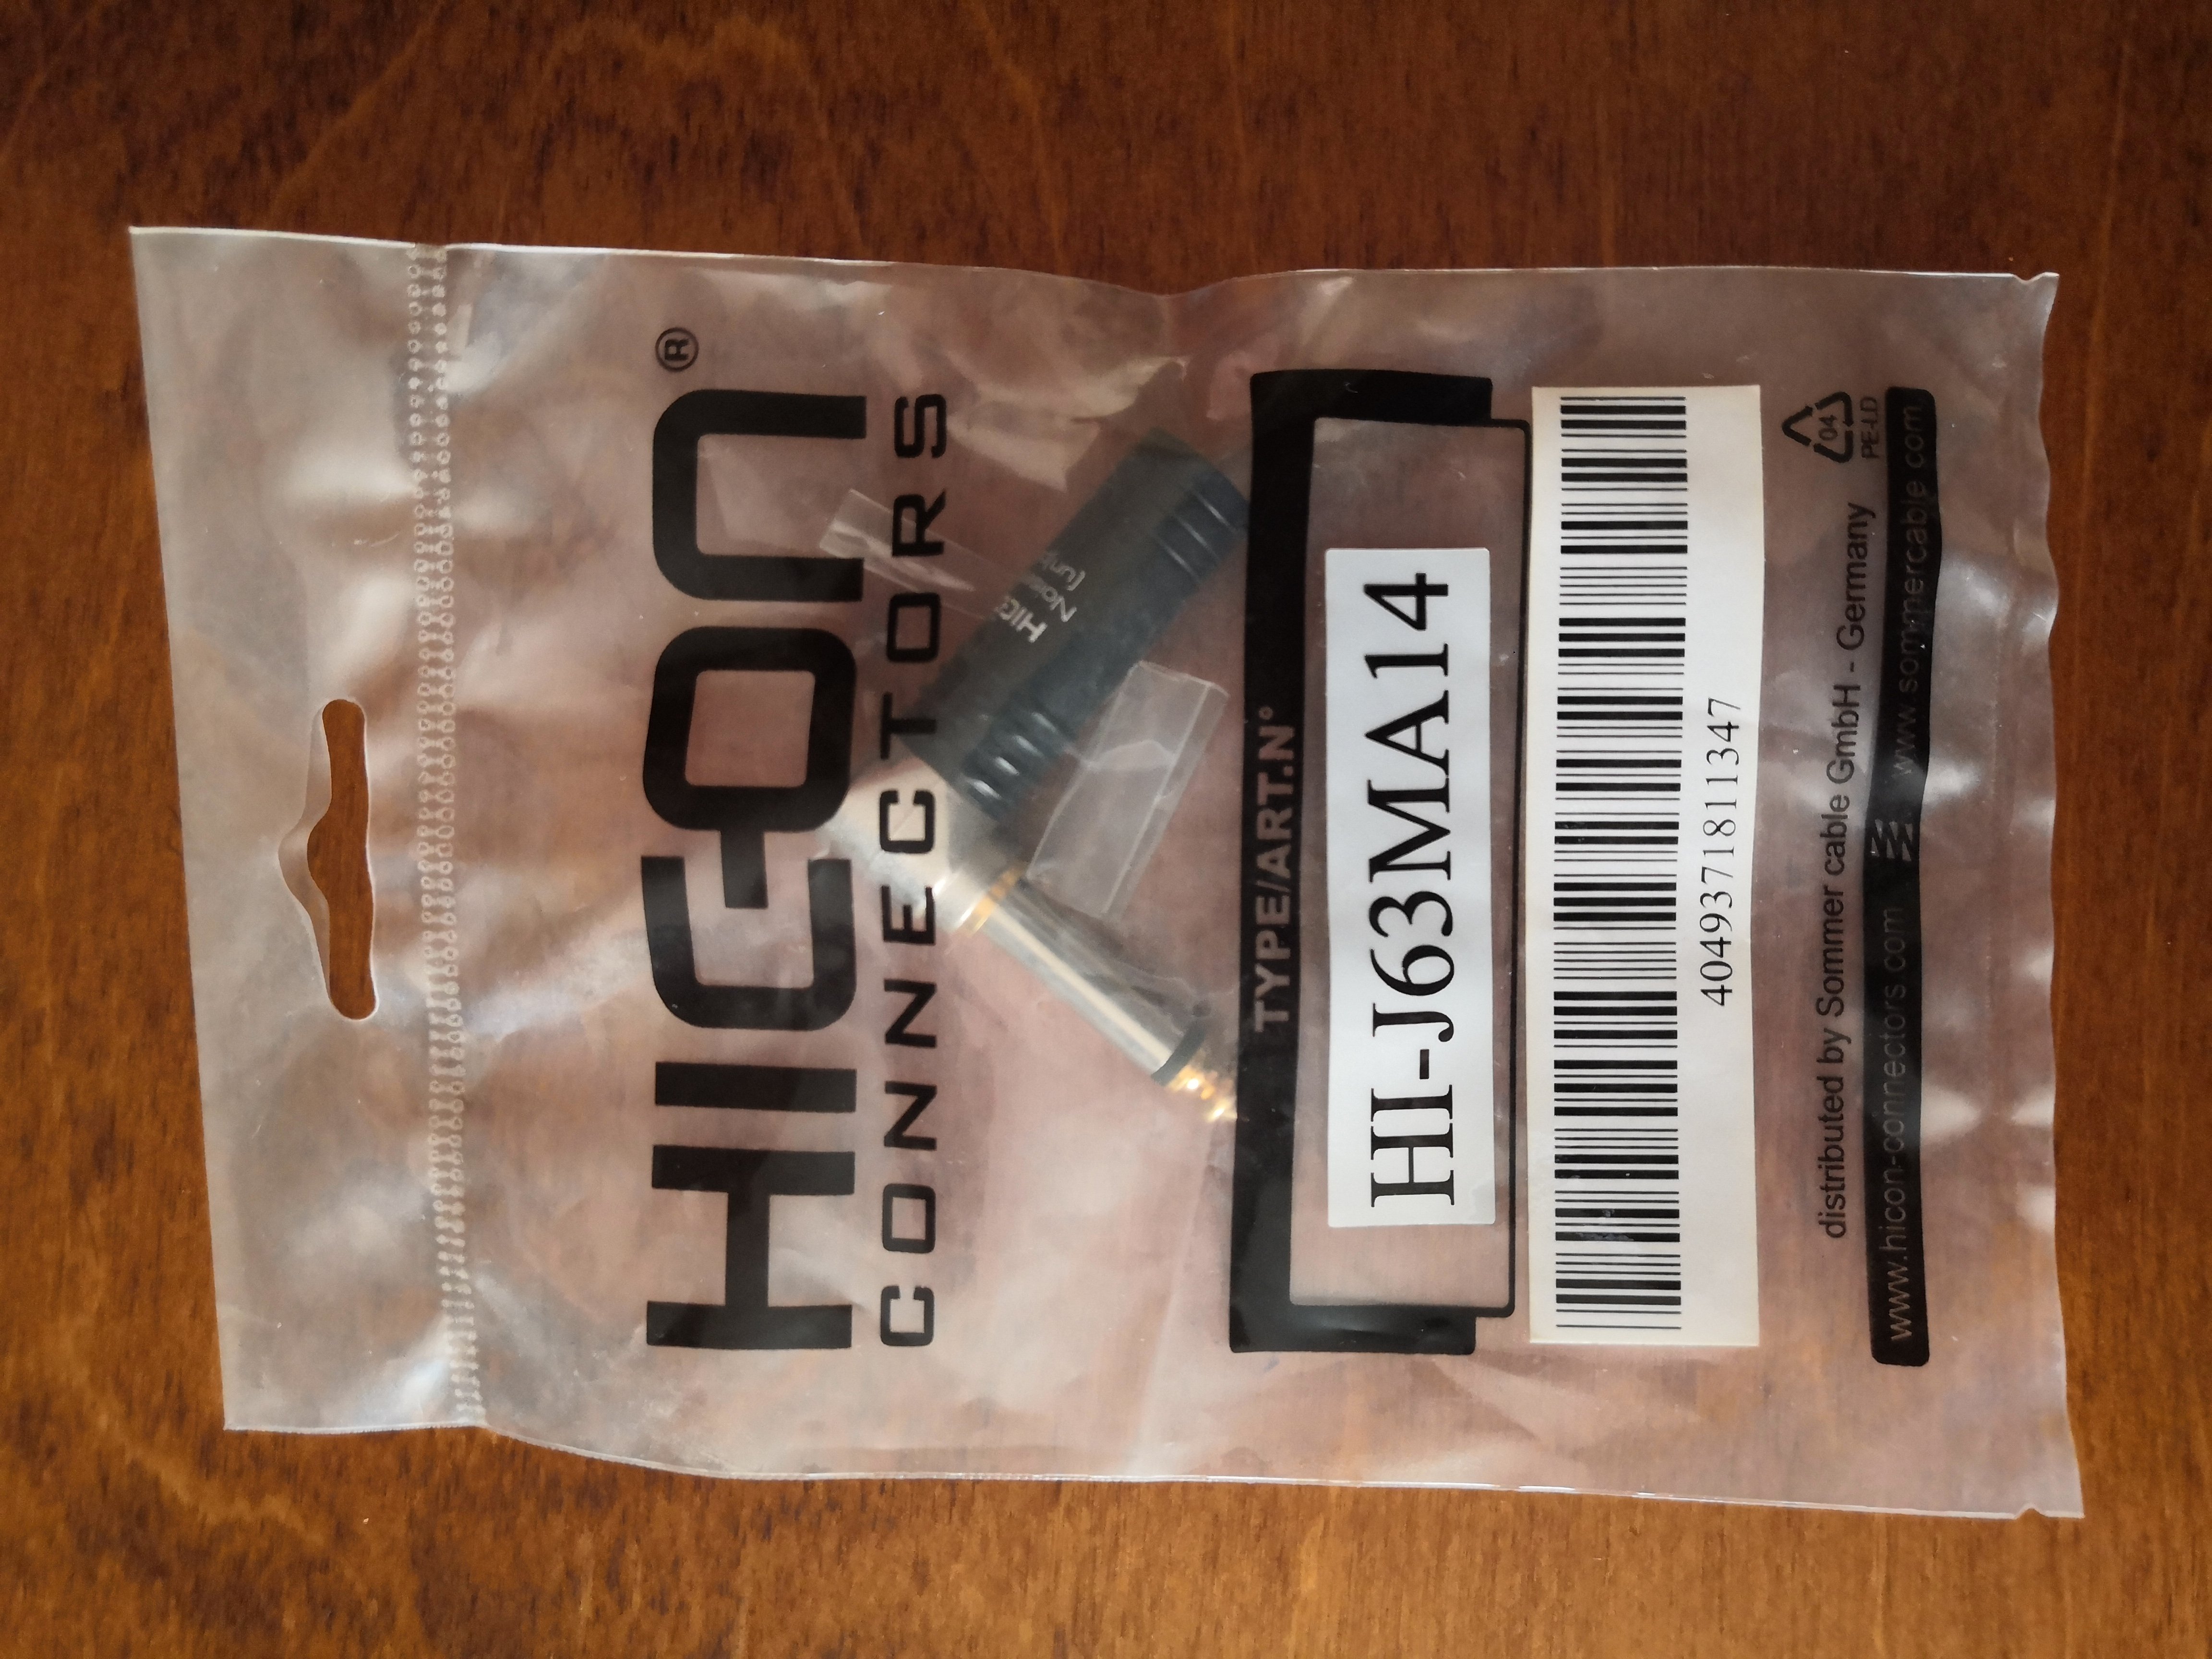 HICON®
CONNECTORS
HIC
TYPE/ART.N°
HI-J63MA14
4049371811347
04
PE-LD
distributed by Sommer cable GmbH - Germany
www.hicon-connectors.com www.sommercable.com